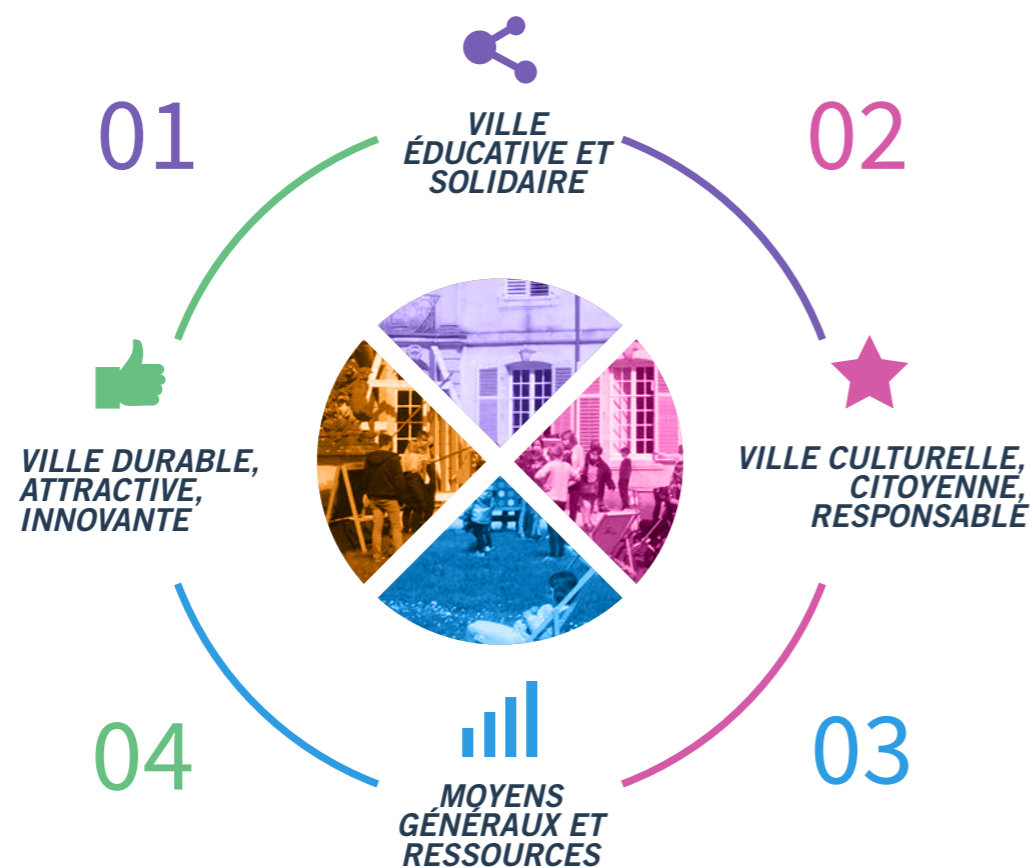 01
VILLE
ÉDUCATIVE ET
SOLIDAIRE
02
VILLE CULTURELLE,
CITOYENNE,
RESPONSABLE
03
MOYENS
GÉNÉRAUX ET
RESSOURCES
04
VILLE DURABLE,
ATTRACTIVE,
INNOVANTE